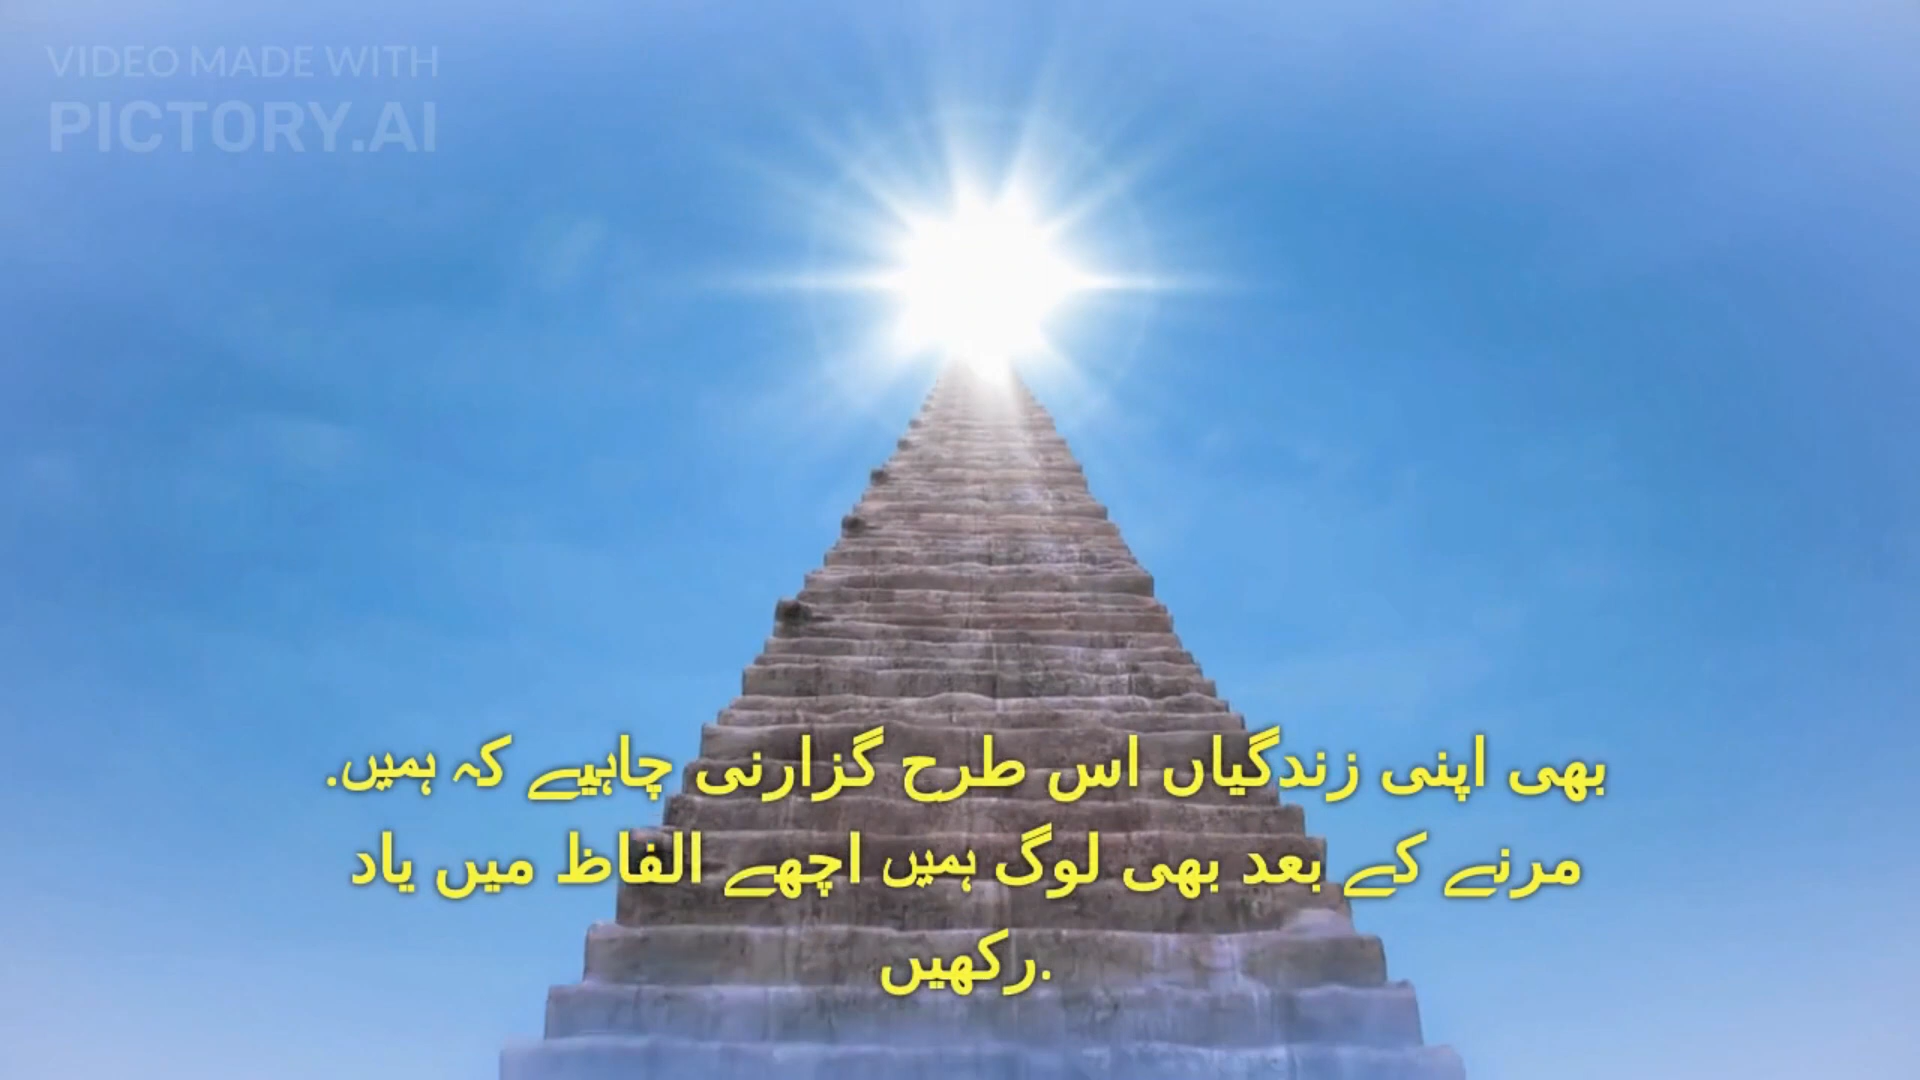 VIDEO MADE WITH
PICTORY.AI
بھی اپنی زندگیاں اس طرح گزارنی چاہیے کہ ہمیں.
مرنے کے بعد بھی لوگ ہمیں اچھے الفاظ میں یاد
.رکھیں